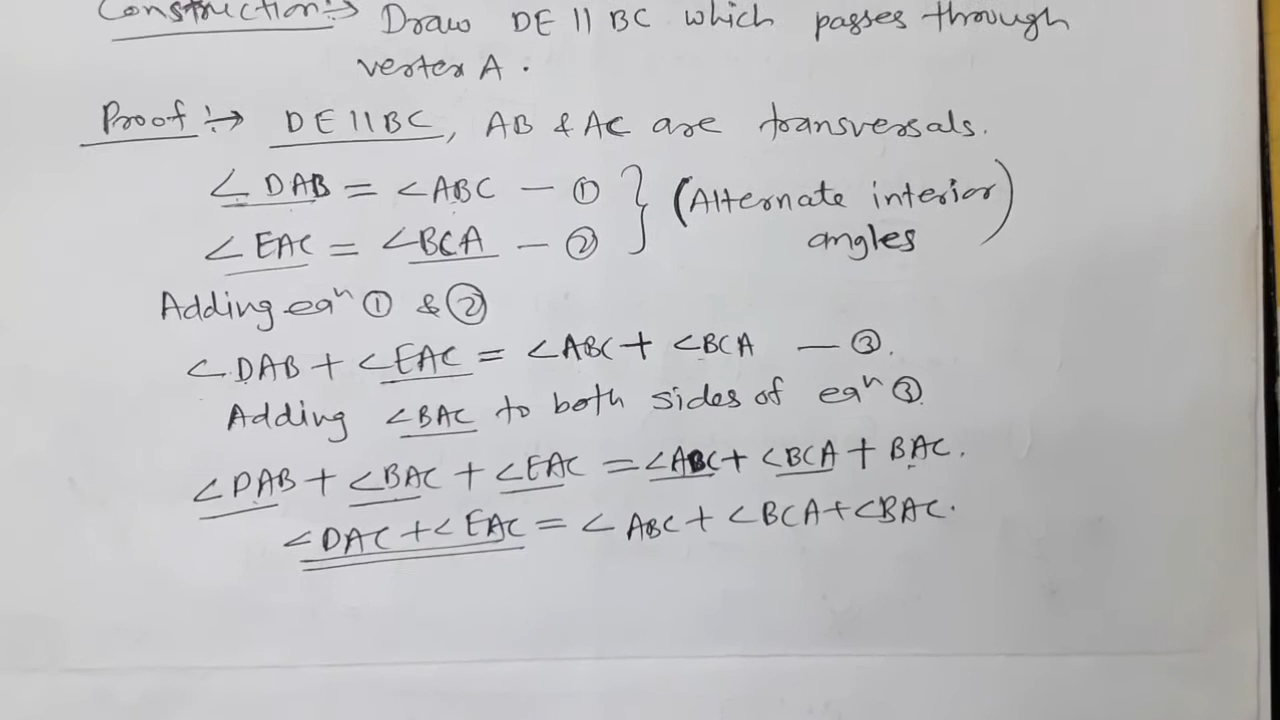 Construction :→ Draw DE || BC which passes through
vertex A.
Proof :→ DE || BC, AB & AC are transversals.
∠DAB = ∠ABC — ① } (Alternate interior
∠EAC = ∠BCA — ② angles)
Adding eqⁿ ① & ②
∠DAB + ∠EAC = ∠ABC + ∠BCA — ③.
Adding ∠BAC to both sides of eqⁿ ③.
∠DAB + ∠BAC + ∠EAC = ∠ABC + ∠BCA + BAC.
∠DAC + ∠EAC = ∠ABC + ∠BCA + ∠BAC.